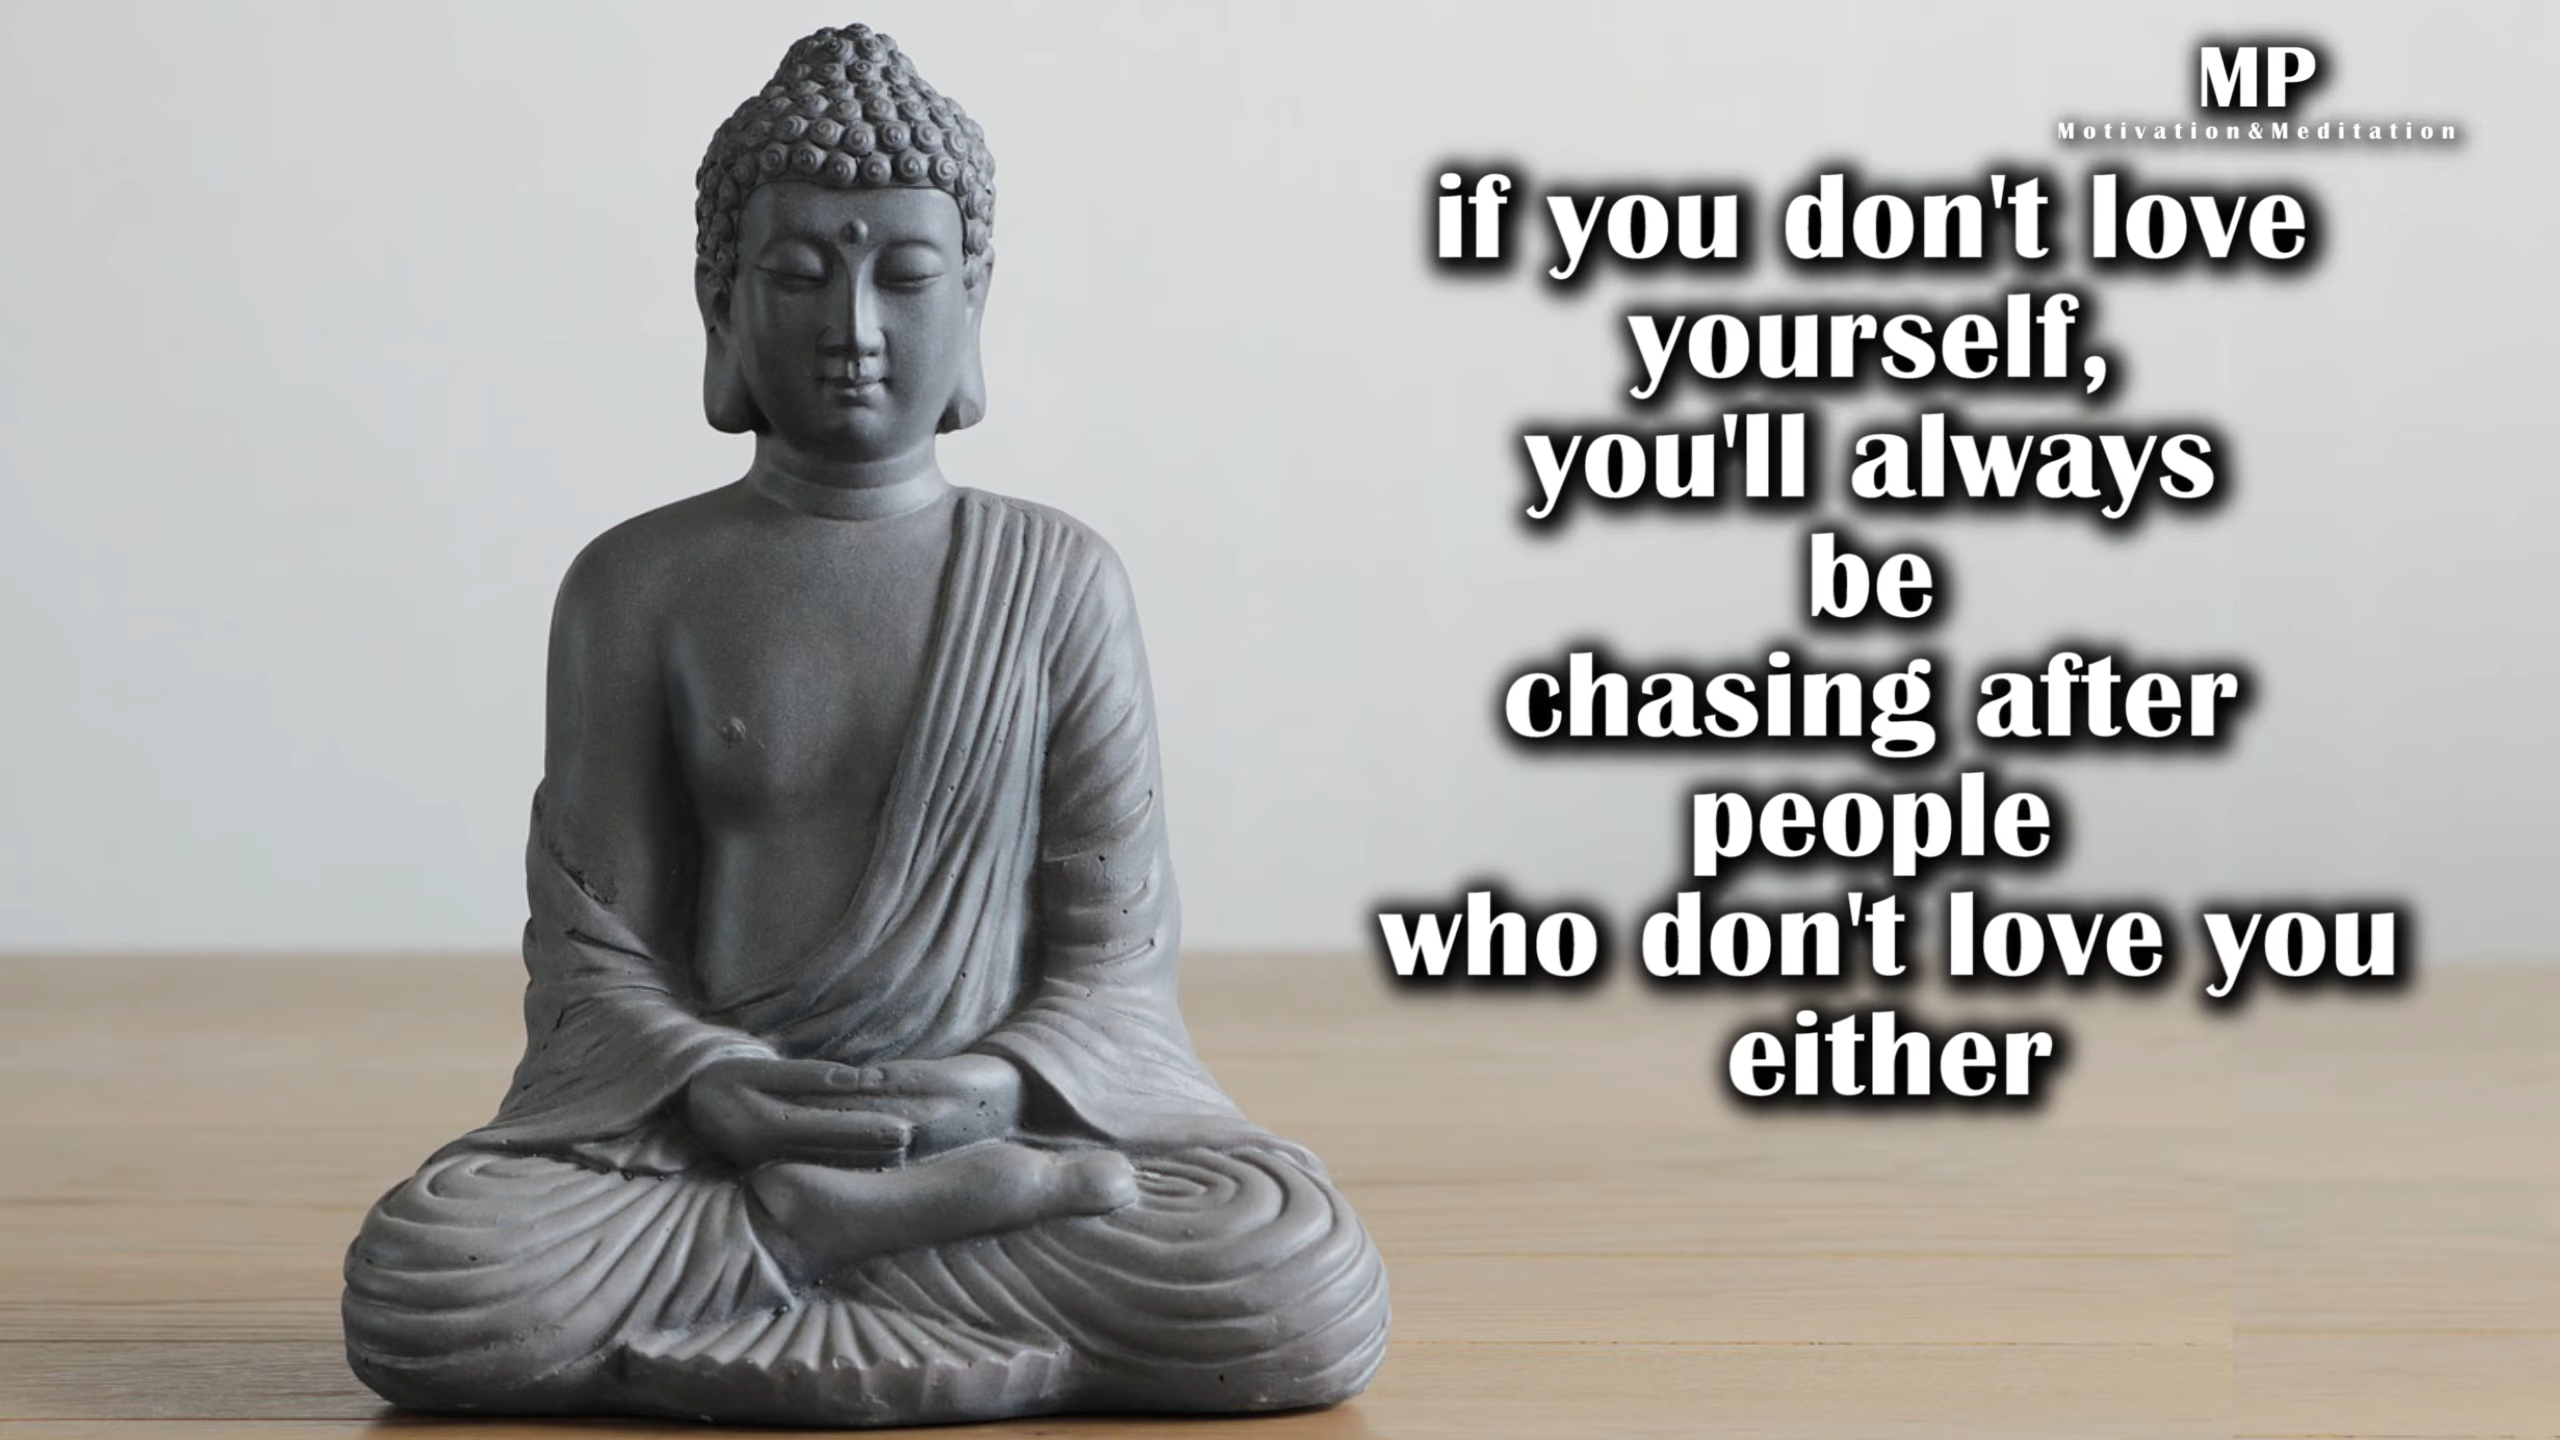 MP
Motivation&Meditation
if you don't love
yourself,
you'll always
be
chasing after
people
who don't love you
either